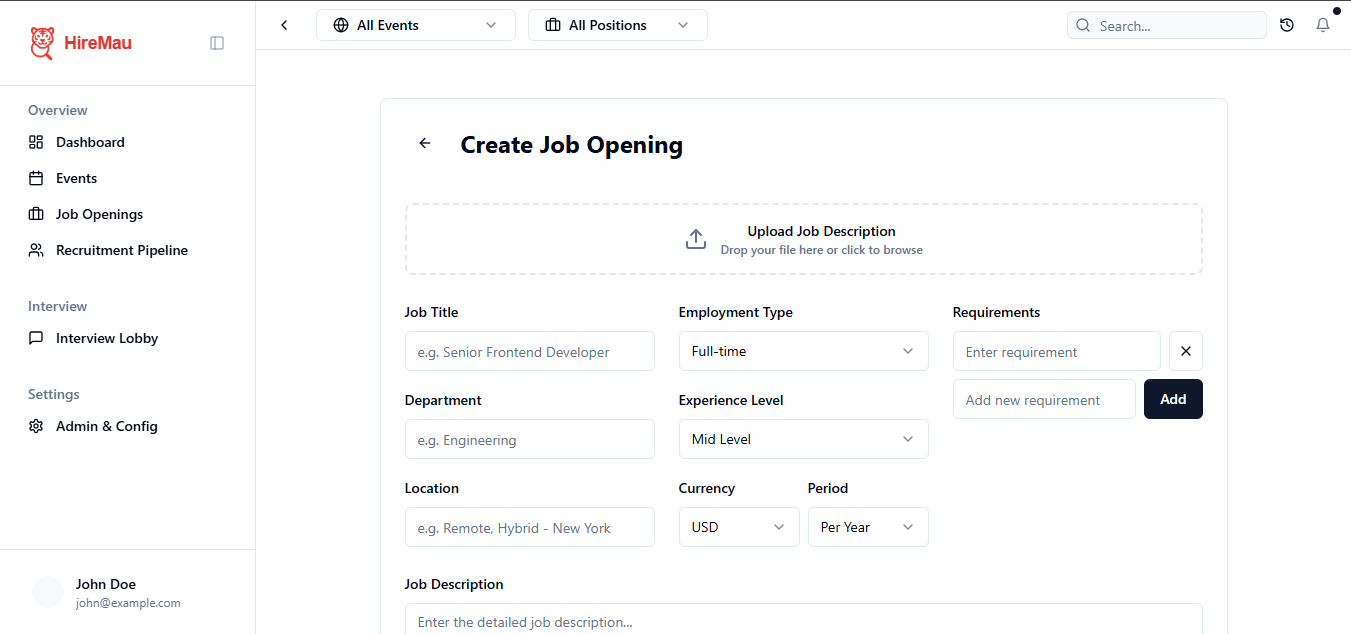 HireMau
All Events
All Positions
Search...
Overview
Dashboard
Events
Job Openings
Recruitment Pipeline
Interview
Interview Lobby
Settings
Admin & Config
John Doe
john@example.com
Create Job Opening
Upload Job Description
Drop your file here or click to browse
Job Title
e.g. Senior Frontend Developer
Employment Type
Full-time
Requirements
Enter requirement
Add new requirement
Add
Department
e.g. Engineering
Experience Level
Mid Level
Location
e.g. Remote, Hybrid - New York
Currency
USD
Period
Per Year
Job Description
Enter the detailed job description...